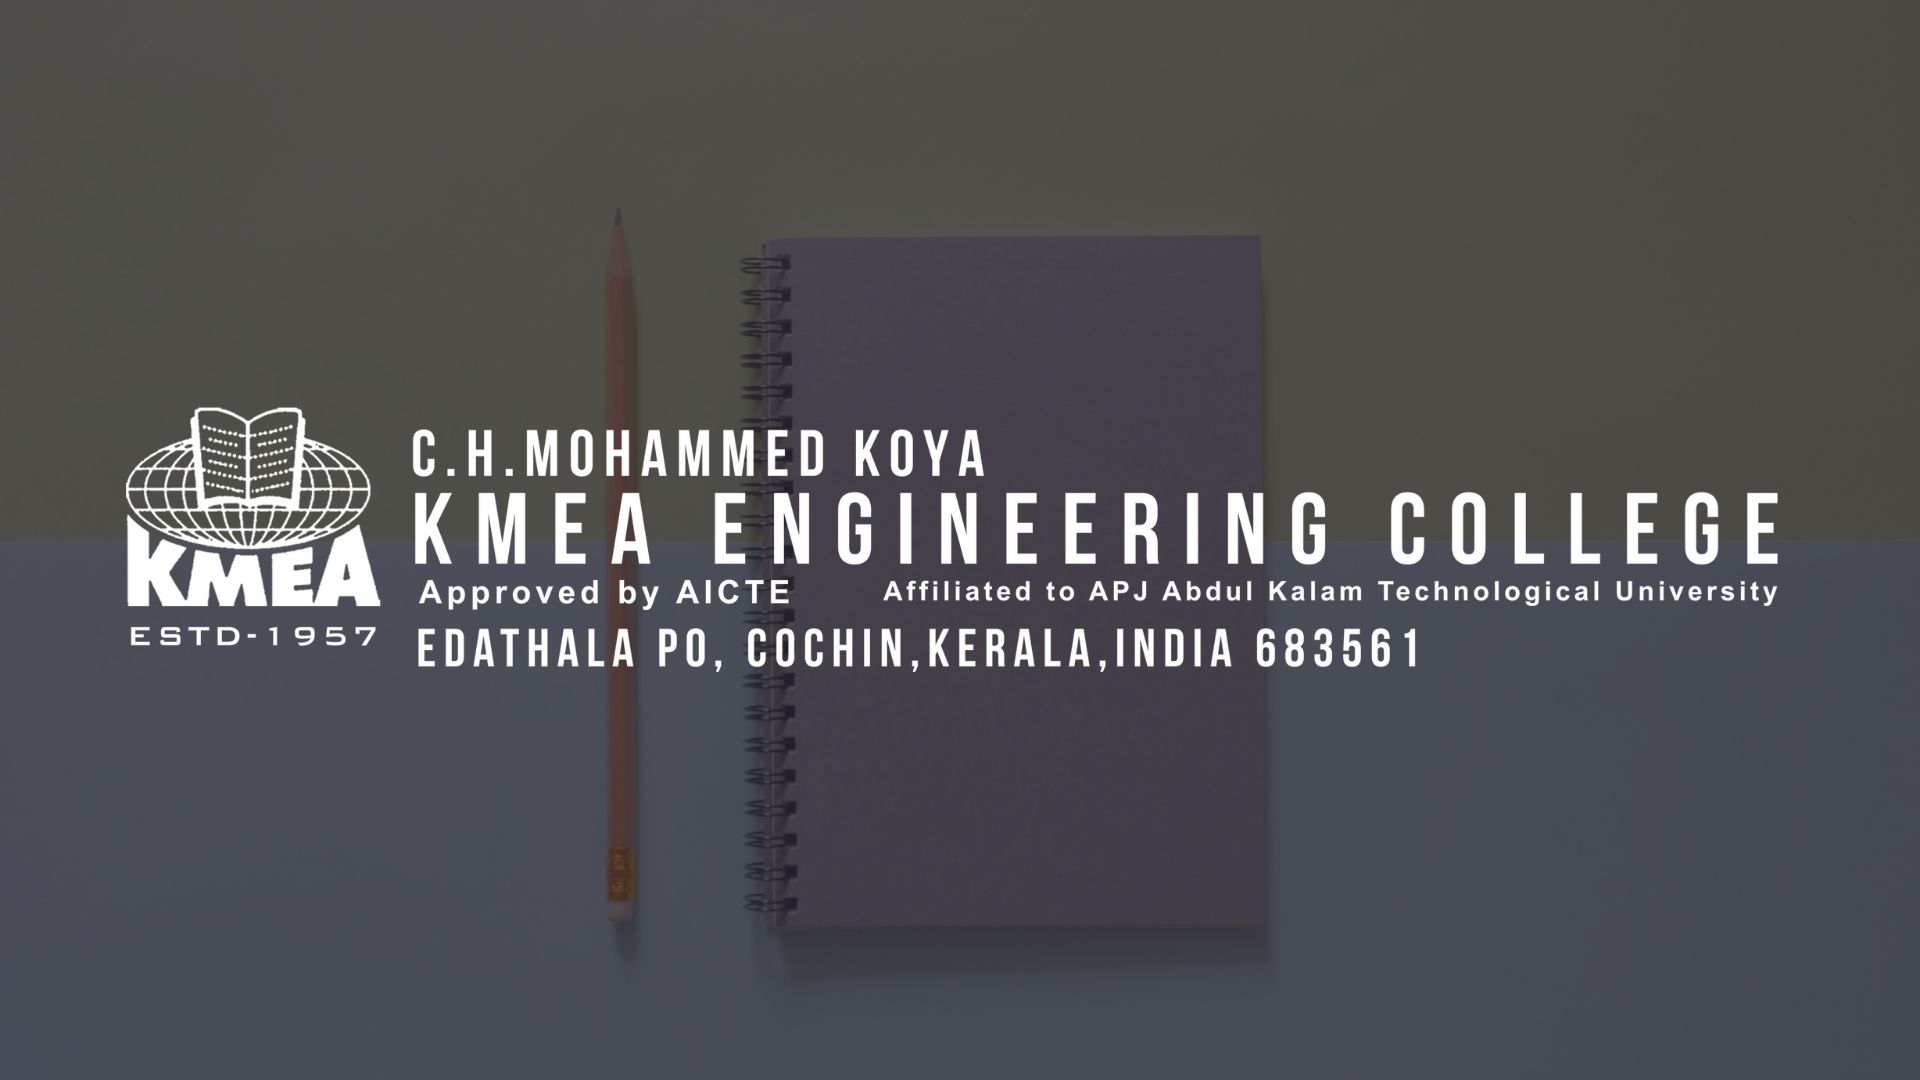 C.H.MOHAMMED KOYA
KMEA ENGINEERING COLLEGE
Approved by AICTE Affiliated to APJ Abdul Kalam Technological University
EDATHALA PO, COCHIN,KERALA,INDIA 683561
KMEA
ESTD-1957